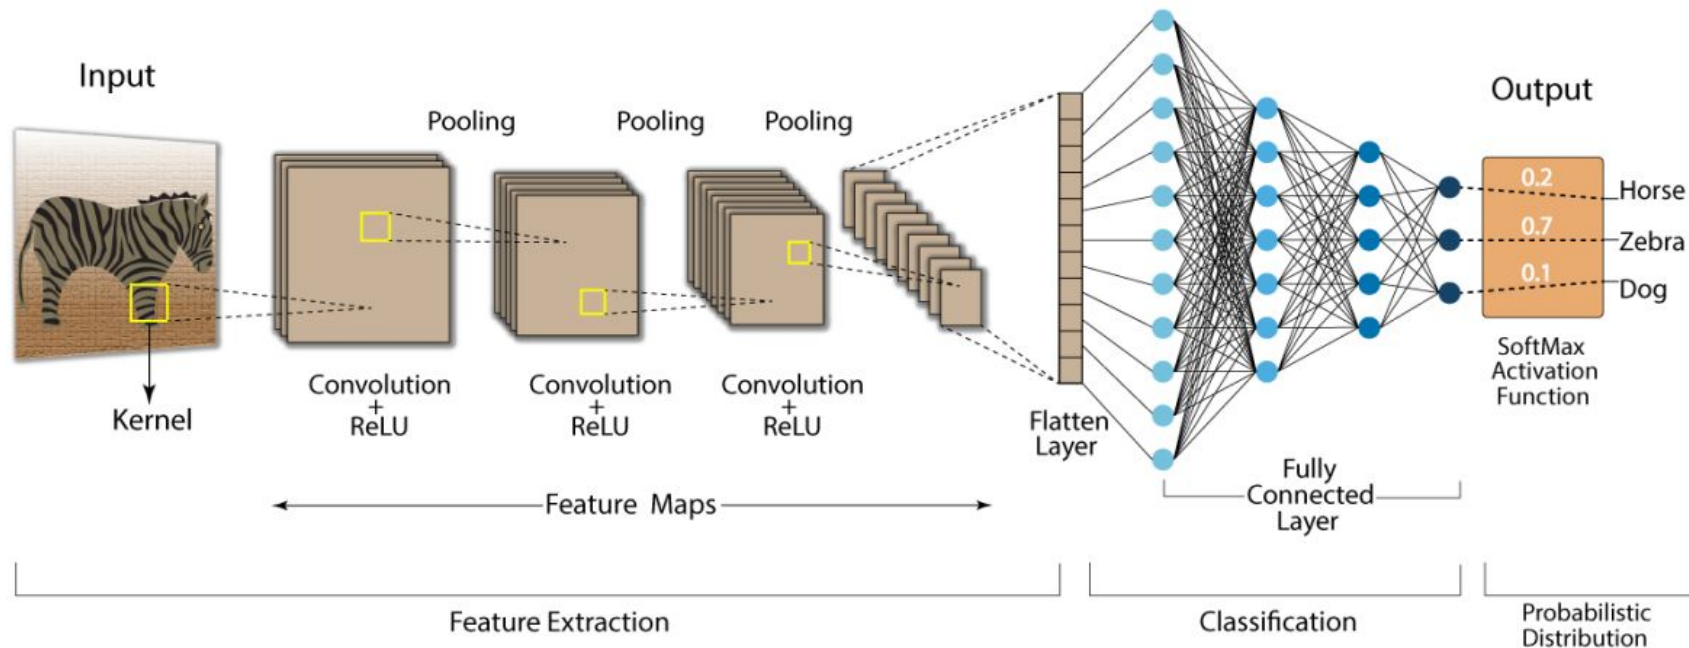 Input
Kernel
Pooling
Pooling
Pooling
Convolution
+
ReLU
Convolution
+
ReLU
Convolution
+
ReLU
Feature Maps
Flatten
Layer
Fully
Connected
Layer
Output
0.2
Horse
0.7
Zebra
0.1
Dog
SoftMax
Activation
Function
Feature Extraction
Classification
Probabilistic
Distribution